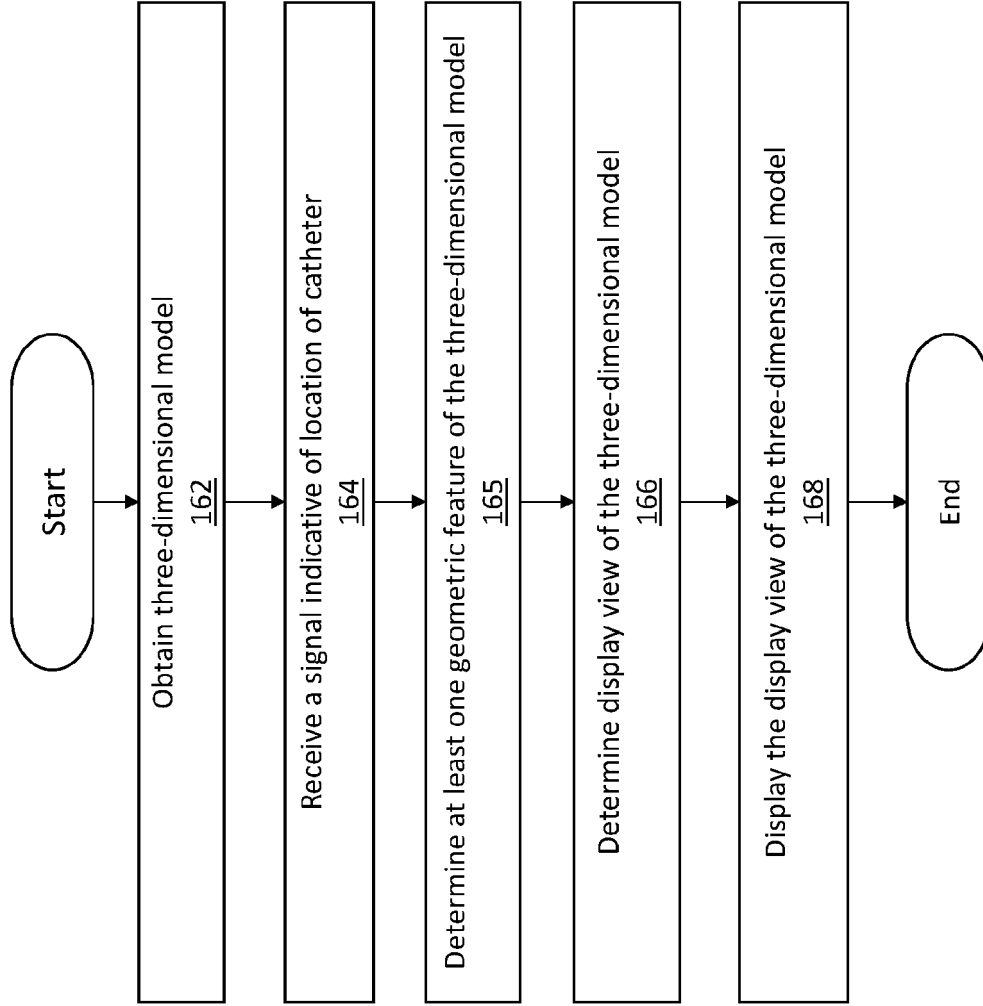 Start
Obtain three-dimensional model
162
Receive a signal indicative of location of catheter
164
Determine at least one geometric feature of the three-dimensional model
165
Determine display view of the three-dimensional model
166
Display the display view of the three-dimensional model
168
End